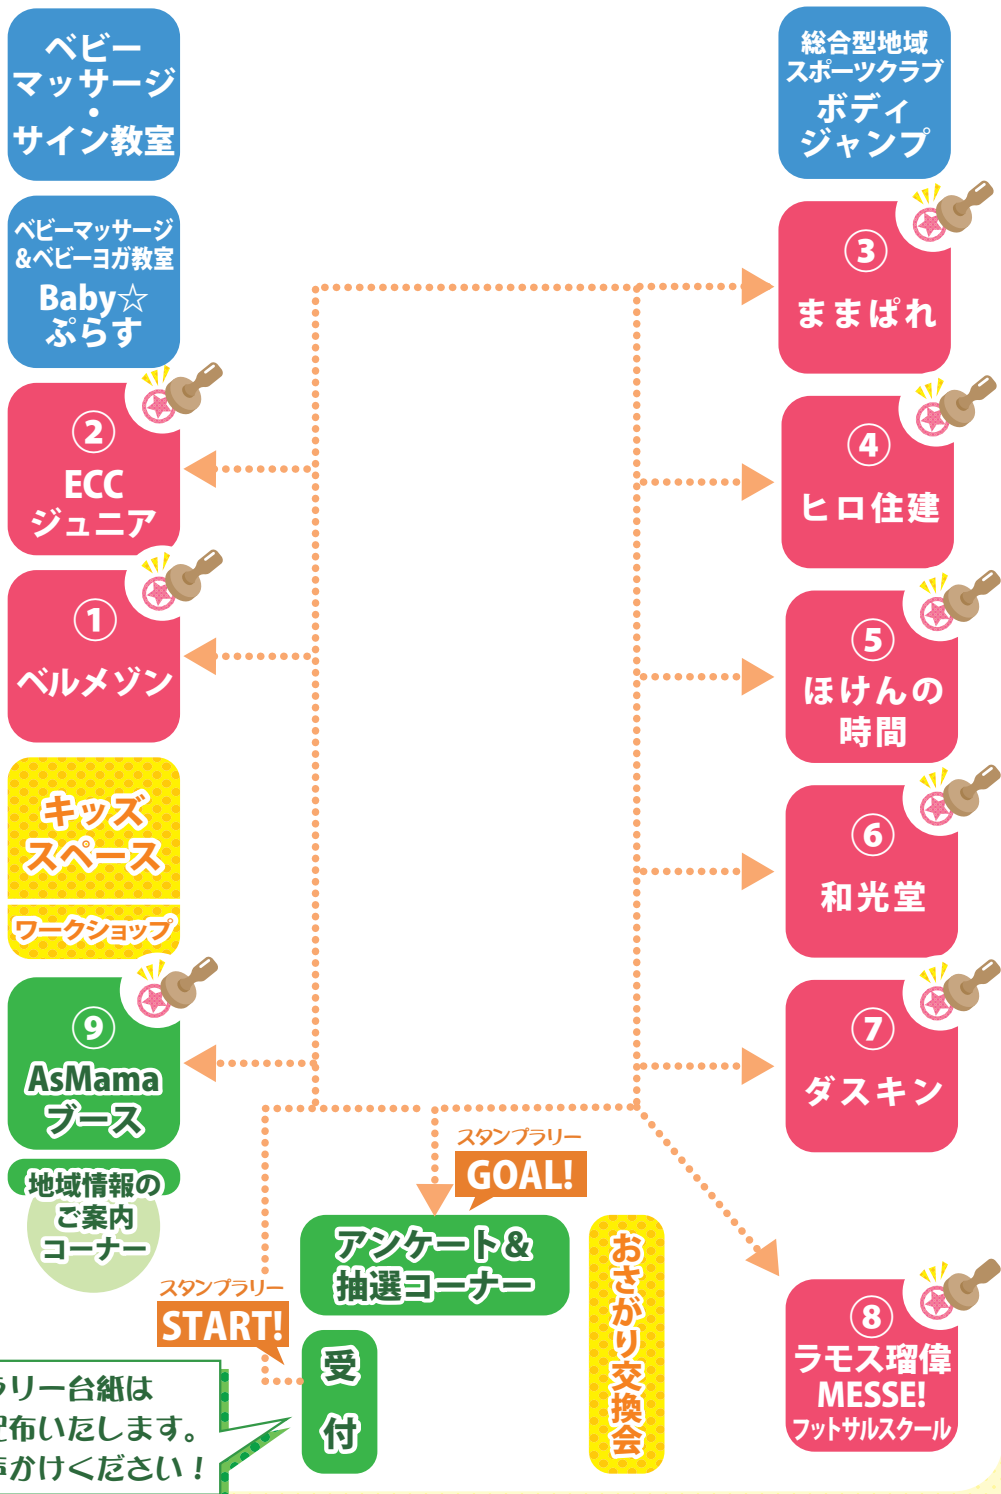 ベビー
マッサージ
・
サイン教室
ベビーマッサージ
&ベビーヨガ教室
Baby☆
ぷらす
②
ECC
ジュニア
①
ベルメゾン
キッズ
スペース
ワークショップ
⑨
AsMama
ブース
地域情報の
ご案内
コーナー
総合型地域
スポーツクラブ
ボディ
ジャンプ
③
ままぱれ
④
ヒロ住建
⑤
ほけんの
時間
⑥
和光堂
⑦
ダスキン
⑧
ラモス瑠偉
MESSE!
フットサルスクール
スタンプラリー
GOAL!
アンケート&
抽選コーナー
おさがり交換会
スタンプラリー
START!
受付
ラリー台紙は
配布いたします。
声かけください！